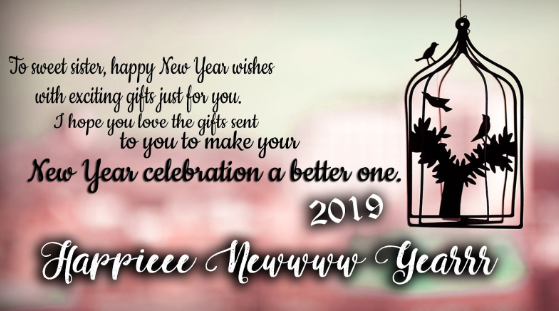 To sweet sister, happy New Year wishes
with exciting gifts just for you.
I hope you love the gifts sent
to you to make your
New Year celebration a better one.
2019
Happieee Newwww Yearrr